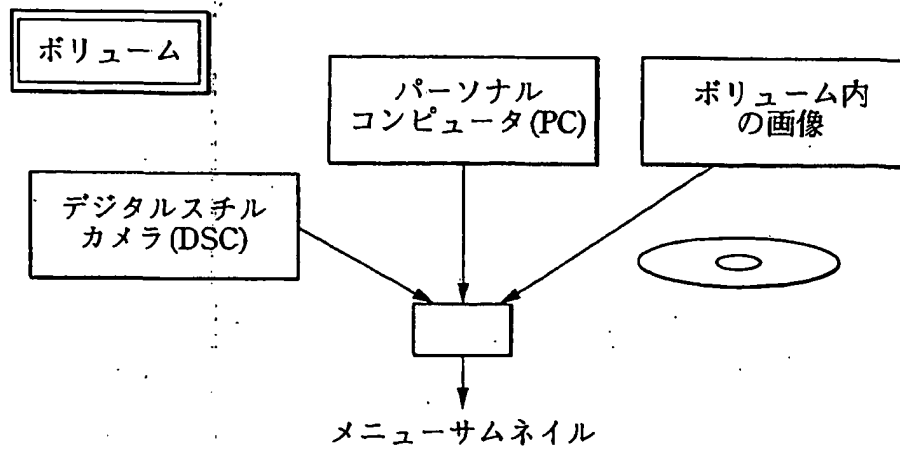 ボリューム
パーソナル
コンピュータ(PC)
ボリューム内
の画像
デジタルスチル
カメラ(DSC)
メニューサムネイル